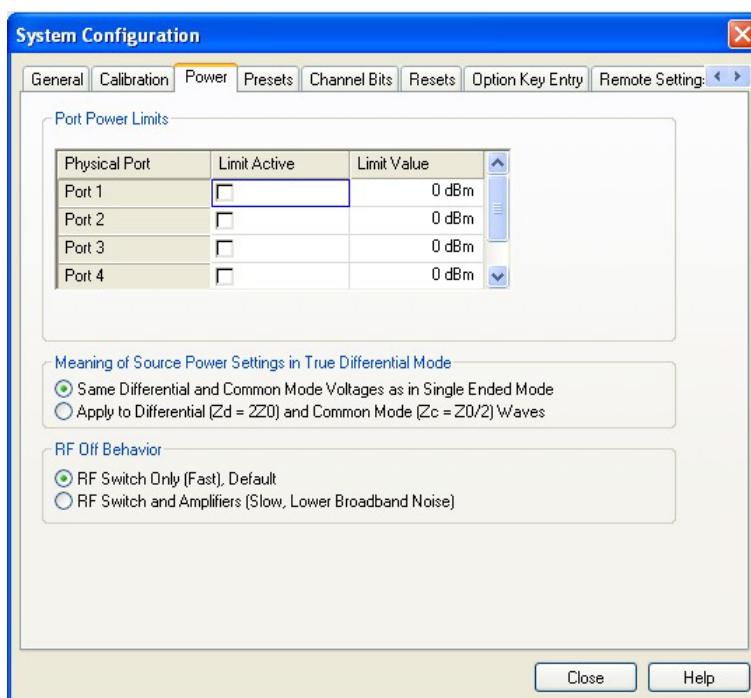 System Configuration
General Calibration Power Presets Channel Bits Resets Option Key Entry Remote Setting
Port Power Limits
Physical Port Limit Active Limit Value
Port 1 0 dBm
Port 2 0 dBm
Port 3 0 dBm
Port 4 0 dBm
Meaning of Source Power Settings in True Differential Mode
Same Differential and Common Mode Voltages as in Single Ended Mode
Apply to Differential (Zd = 2Z0) and Common Mode (Zc = Z0/2) Waves
RF Off Behavior
RF Switch Only (Fast), Default
RF Switch and Amplifiers (Slow, Lower Broadband Noise)
Close Help